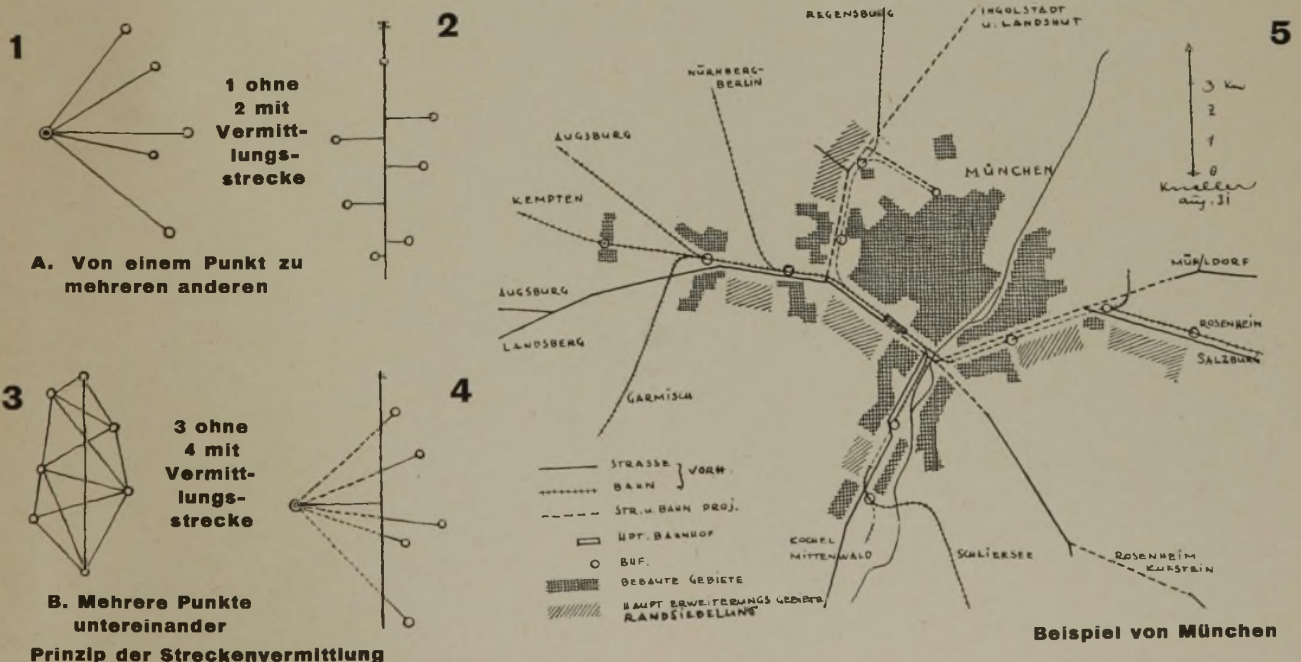 1
1 ohne
2 mit
Vermitt-
lungs-
strecke
2
A. Von einem Punkt zu
mehreren anderen
3
3 ohne
4 mit
Vermitt-
lungs-
strecke
4
B. Mehrere Punkte
untereinander
Prinzip der Streckenvermittlung
5
REGENSBURG
INGOLSTADT
U. LANDSHUT
NÜRNBERG-
BERLIN
AUGSBURG
KEMPTEN
MÜNCHEN
3 Km
2
1
0
Kneller
aug. 31
MÜHLDORF
AUGSBURG
LANDSBERG
ROSENHEIM
SALZBURG
GARMISCH
STRASSE
BAHN
VORH.
STR. U. BAHN PROJ.
HPT. BAHNHOF
BHF.
BEBAUTE GEBIETE
HAUPT ERWEITERUNGS GEBIETE
RANDSIEDELUNG
KOCHEL
MITTENWALD
SCHLIERSEE
ROSENHEIM
KUFSTEIN
Beispiel von München